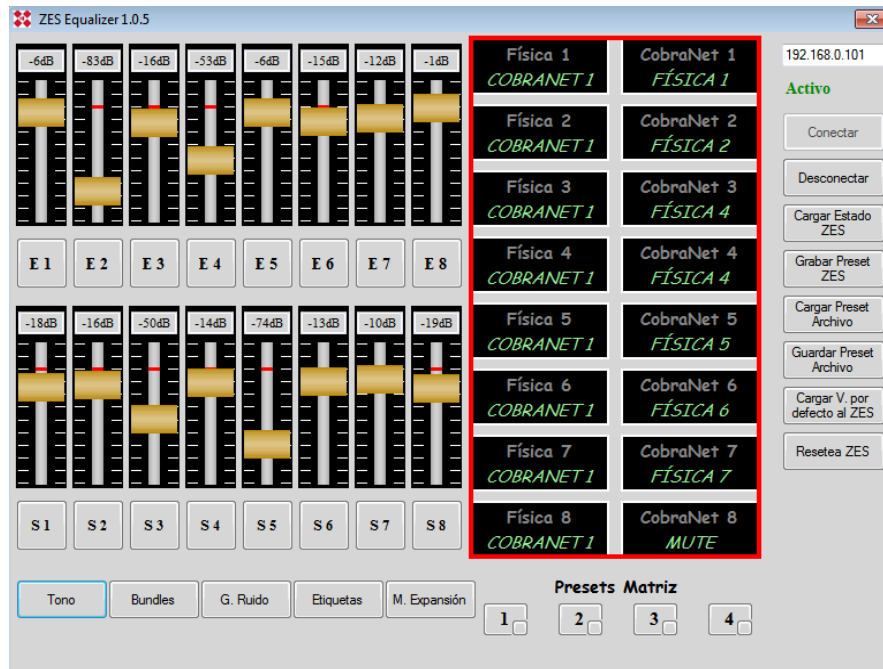 ZES Equalizer 1.0.5
-6dB -83dB -16dB -53dB -6dB -15dB -12dB -1dB
E 1 E 2 E 3 E 4 E 5 E 6 E 7 E 8
-18dB -16dB -50dB -14dB -74dB -13dB -10dB -19dB
S 1 S 2 S 3 S 4 S 5 S 6 S 7 S 8
Física 1 CobraNet 1
COBRANET 1 FÍSICA 1
Física 2 CobraNet 2
COBRANET 1 FÍSICA 2
Física 3 CobraNet 3
COBRANET 1 FÍSICA 4
Física 4 CobraNet 4
COBRANET 1 FÍSICA 4
Física 5 CobraNet 5
COBRANET 1 FÍSICA 5
Física 6 CobraNet 6
COBRANET 1 FÍSICA 6
Física 7 CobraNet 7
COBRANET 1 FÍSICA 7
Física 8 CobraNet 8
COBRANET 1 MUTE
192.168.0.101
Activo
Conectar
Desconectar
Cargar Estado
ZES
Grabar Preset
ZES
Cargar Preset
Archivo
Guardar Preset
Archivo
Cargar V. por
defecto al ZES
Resetea ZES
Tono Bundles G. Ruido Etiquetas M. Expansión
Presets Matriz
1 2 3 4